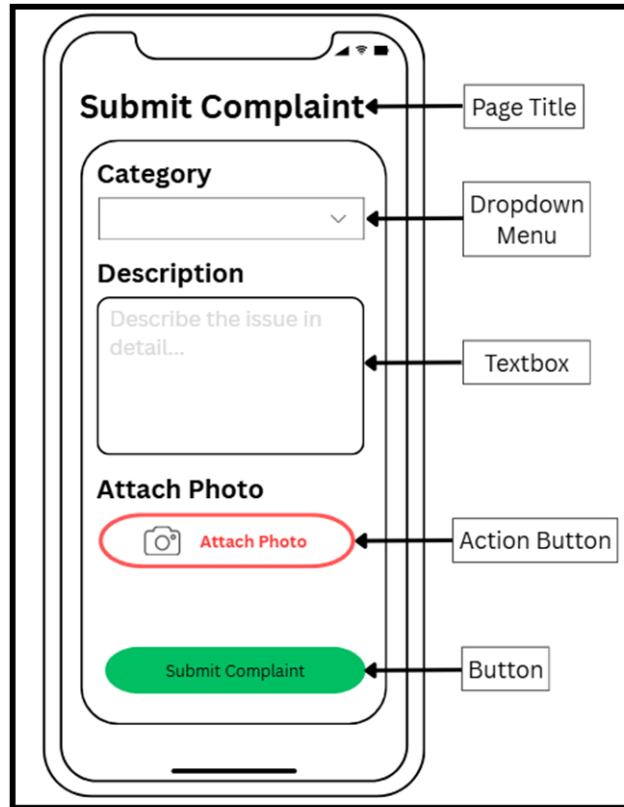 Submit Complaint
Page Title
Category
Dropdown
Menu
Description
Describe the issue in
detail...
Textbox
Attach Photo
Attach Photo
Action Button
Submit Complaint
Button